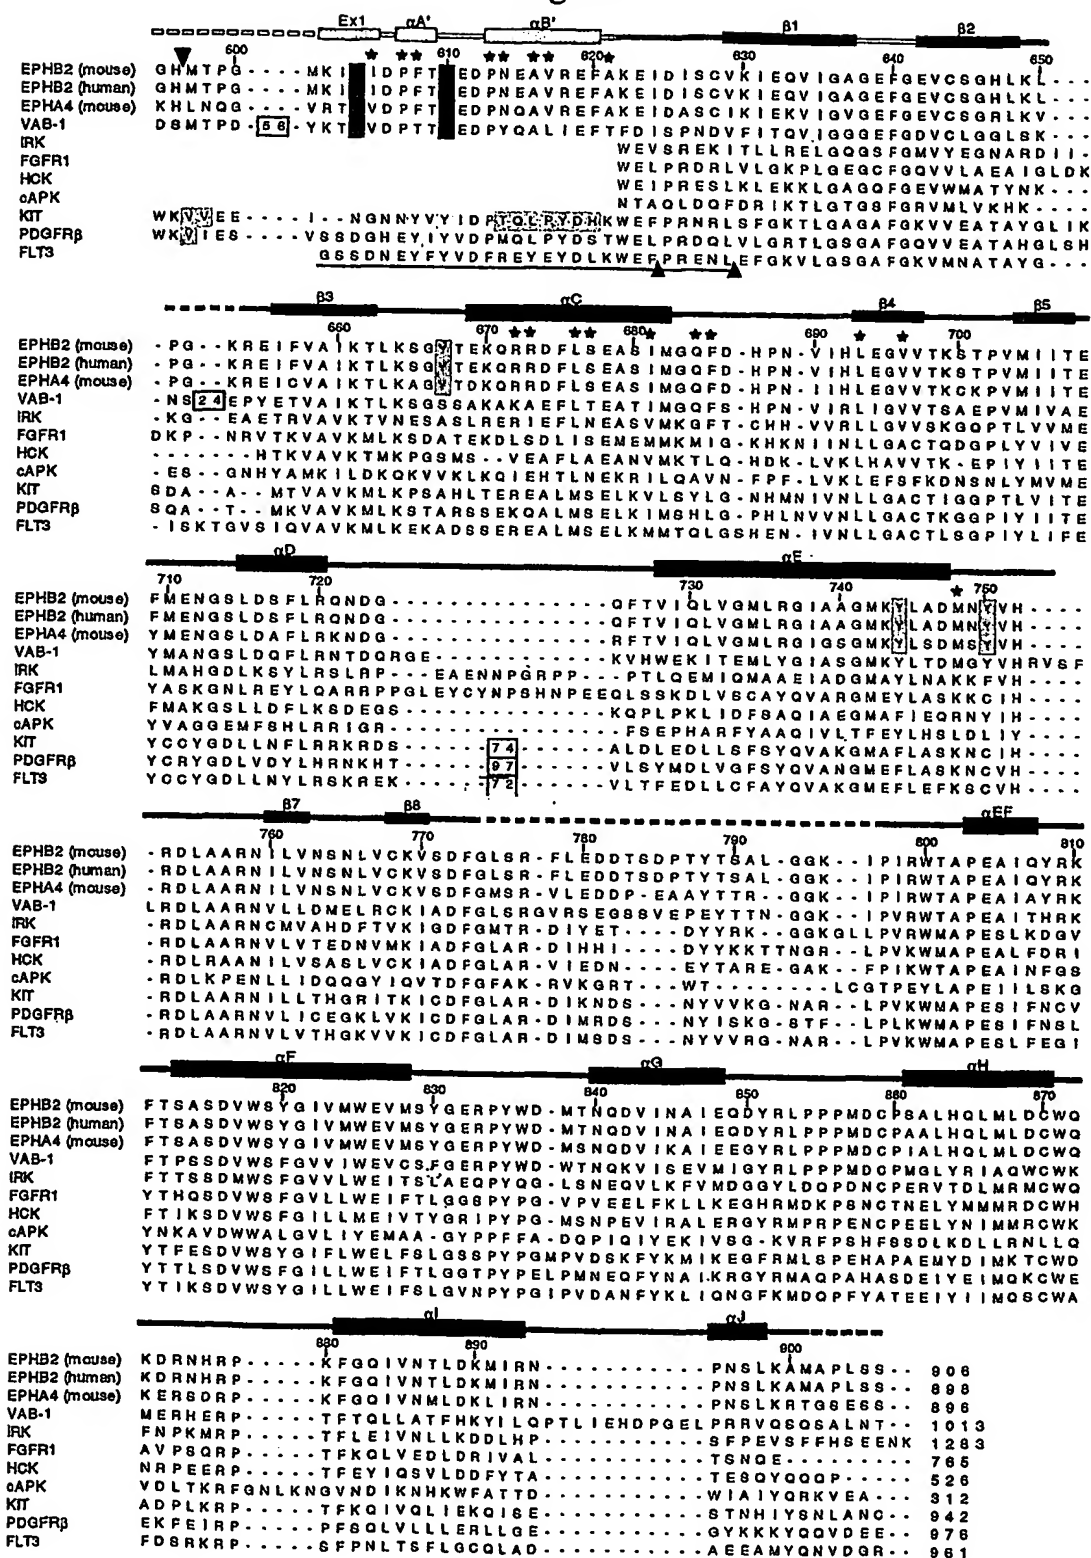 Ex1 αA' αB' β1 β2
600 610 620 630 640 650
EPHB2 (mouse) GHMTPG----MKI IDPFT EDPNEAVREFAKEIDISCVKIEQVIGAGEFGEVCSGHLKL---
EPHB2 (human) GHMTPG----MKI IDPFT EDPNEAVREFAKEIDISCVKIEQVIGAGEFGEVCSGHLKL---
EPHA4 (mouse) KHLNQG----VRT VDPFT EDPNQAVREFAKEIDASCIKIEKVIGVGEFGEVCSGRLKV---
VAB-1 DSMTPD-56-YKT VDPTT EDPYQALIEFTFDISPNDVFITQVIGGGEFGDVCLGGLSK----
IRK WEVSREKITLLRELGQGSFGMVYEGNARDII-
FGFR1 WELPRDRLVLGKPLGEGCFGQVVLAEAIGLDK
HCK WEIPRESLKLEKKLGAGQFGEVWMATYNK----
cAPK NTAQLDQFDRIKTLGTGSFGRVMLVKHK-----
KIT WKVVEE----I--NGNNYVYIDPTQLPYDHKWEFPRNRLSFGKTLGAGAFGKVVEATAYGLIK
PDGFRβ WKVIES----VSSDGHEYIYVDPMQLPYDSTWELPRDQLVLGRTLGSGAFGQVVEATAHGLSH
FLT3 GSSDNEYFYVDFREYEYDLKWEFPRENLEFGKVLGSGAFGKVMNATAYG----
β3 αC β4 β5
660 670 680 690 700
EPHB2 (mouse) -PG--KREIFVAIKTLKSGYTEKQRRDFLSEASIMGQFD-HPN-VIHLEGVVTKSTPVMIITE
EPHB2 (human) -PG--KREIFVAIKTLKSGYTEKQRRDFLSEASIMGQFD-HPN-VIHLEGVVTKSTPVMIITE
EPHA4 (mouse) -PG--KREICVAIKTLKAGYTDKQRRDFLSEASIMGQFD-HPN-IIHLEGVVTKCKPVMIITE
VAB-1 -NS24EPYETVAIKTLKSGSSAKAKAEFLTEATIMGQFS-HPN-VIRLIGVVTSAEPVMIVAE
IRK -KG--EAETRVAVKTVNESASLRERIEFLNEASVMKGFT-CHH-VVRLLGVVSKGQPTLVVME
FGFR1 DKP--NRVTKVAVKMLKSDATEKDLSDLISEMEMMKMIG-KHKNIINLLGACTQDGPLYVIVE
HCK ----HTKVAVKTMKPGSMS--VEAFLAEANVMKTLQ-HDK-LVKLHAVVTK-EPIYIITE
cAPK -ES--GNHYAMKILDKQKVVKLKQIEHTLNEKRILQAVN-FPF-LVKLEFSFKDNSNLYMVME
KIT SDA--A--MTVAVKMLKPSAHLTEREALMSELKVLSYLG-NHMNIVNLLGACTIGGPTLVITE
PDGFRβ SQA--T--MKVAVKMLKSTARSSEKQALMSELKIMSHLG-PHLNVVNLLGACTKGGPIYIITE
FLT3 -ISKTGVSIQVAVKMLKEKADSSEREALMSELKMMTQLGSHEN-IVNLLGACTLSGPIYLIFE
αD αE
710 720 730 740 750
EPHB2 (mouse) FMENGSLDSFLRQNDG--------------QFTVIQLVGMLRGIAAGMKYLADMNYVH----
EPHB2 (human) FMENGSLDSFLRQNDG--------------QFTVIQLVGMLRGIAAGMKYLADMNYVH----
EPHA4 (mouse) YMENGSLDAFLRKNDG--------------RFTVIQLVGMLRGIGSGMKYLSDMSYVH----
VAB-1 YMANGSLDQFLRNTDQRGE-----------KVHWEKITEMLYGIASGMKYLTDMGYVHRVSF
IRK LMAHGDLKSYLRSLRP---EAENNPGRPP--PTLQEMIQMAAEIADGMAYLNAKKFVH----
FGFR1 YASKGNLREYLQARRPPGLEYCYNPSHNPEEQLSSKDLVSCAYQVARGMEYLASKKCIH----
HCK FMAKGSLLDFLKSDEGS-------------KQPLPKLIDFSAQIAEGMAFIEQRNYIH----
cAPK YVAGGEMFSHLRRIGR--------------FSEPHARFYAAQIVLTFEYLHSLDLIY----
KIT YCCYGDLLNFLRRKRDS------74------ALDLEDLLSFSYQVAKGMAFLASKNCIH----
PDGFRβ YCRYGDLVDYLHRNKHT------97------VLSYMDLVGFSYQVANGMEFLASKNCVH----
FLT3 YCCYGDLLNYLRSKREK------72------VLTFEDLLCFAYQVAKGMEFLEFKSCVH----
β7 β8 αEF
760 770 780 790 800 810
EPHB2 (mouse) -RDLAARNILVNSNLVCKVSDFGLSR-FLEDDTSDPTYTSAL-GGK--IPIRWTAPEAIQYRK
EPHB2 (human) -RDLAARNILVNSNLVCKVSDFGLSR-FLEDDTSDPTYTSAL-GGK--IPIRWTAPEAIQYRK
EPHA4 (mouse) -RDLAARNILVNSNLVCKVSDFGMSR-VLEDDP-EAAYTTR--GGK--IPIRWTAPEAIAYRK
VAB-1 LRDLAARNVLLDMELRCKIADFGLSRGVRSEGSSVEPEYTTN-GGK--IPVRWTAPEAITHRK
IRK -RDLAARNCMVAHDFTVKIGDFGMTR-DIYET----DYYRK--GGKGLLPVRWMAPESLKDGV
FGFR1 -RDLAARNVLVTEDNVMKIADFGLAR-DIHHI----DYYKKTTNGR--LPVKWMAPEALFDRI
HCK -RDLRAANILVSASLVCKIADFGLAR-VIEDN----EYTARE-GAK--FPIKWTAPEAINFGS
cAPK -RDLKPENLLIDQQGYIQVTDFGFAK-RVKGRT---WT--------LCGTPEYLAPEIILSKG
KIT -RDLAARNILLTHGRITKICDFGLAR-DIKNDS---NYVVKG-NAR--LPVKWMAPESIFNCV
PDGFRβ -RDLAARNVLICEGKLVKICDFGLAR-DIMRDS---NYISKG-STF--LPLKWMAPESIFNSL
FLT3 -RDLAARNVLVTHGKVVKICDFGLAR-DIMSDS---NYVVRG-NAR--LPVKWMAPESLFEGI
αF αG αH
820 830 840 850 860 870
EPHB2 (mouse) FTSASDVWSYGIVMWEVMSYGERPYWD-MTNQDVINAIEQDYRLPPPMDCPSALHQLMLDCWQ
EPHB2 (human) FTSASDVWSYGIVMWEVMSYGERPYWD-MTNQDVINAIEQDYRLPPPMDCPAALHQLMLDCWQ
EPHA4 (mouse) FTSASDVWSYGIVMWEVMSYGERPYWD-MSNQDVIKAIEEGYRLPPPMDCPIALHQLMLDCWQ
VAB-1 FTPSSDVWSFGVVIWEVCSFGERPYWD-WTNQKVISEVMIGYRLPPPMDCPMGLYRIAQWCWK
IRK FTTSSDMWSFGVVLWEITSLAEQPYQG-LSNEQVLKFVMDGGYLDQPDNCPERVTDLMRMCWQ
FGFR1 YTHQSDVWSFGVLLWEIFTLGGSPYPG-VPVEELFKLLKEGHRMDKPSNCTNELYMMMRDCWH
HCK FTIKSDVWSFGILLMEIVTYGRIPYPG-MSNPEVIRALERGYRMPRPENCPEELYNIMMRCWK
cAPK YNKAVDWWALGVLIYEMAA-GYPPFFA-DQPIQIYEKIVSG-KVRFPSHFSSDLKDLLRNLLQ
KIT YTFESDVWSYGIFLWELFSLGSSPYPGMPVDSKFYKMIKEGFRMLSPEHAPAEMYDIMKTCWD
PDGFRβ YTTLSDVWSYGILLWEIFTLGGTPYPELPMNEQFYNAIKRGYRMAQPAHASDEIYEIMQKCWE
FLT3 YTIKSDVWSYGILLWEIFSLGVNPYPGIPVDANFYKLIQNGFKMDQPFYATEEIYIIMQSCWA
αI αJ
880 890 900
EPHB2 (mouse) KDRNHRP-----KFGQIVNTLDKMIRN----------PNSLKAMAPLSS-- 906
EPHB2 (human) KDRNHRP-----KFGQIVNTLDKMIRN----------PNSLKAMAPLSS-- 898
EPHA4 (mouse) KERSDRP-----KFGQIVNMLDKLIRN----------PNSLKRTGSESS-- 896
VAB-1 MERHERP-----TFTQLLATFHKYILQPTLIEHDPGELPRRVQSQSALNT-- 1013
IRK FNPKMRP-----TFLEIVNLLKDDLHP----------SFPEVSFFHSEENK 1283
FGFR1 AVPSQRP-----TFKQLVEDLDRIVAL----------TSNQE------- 765
HCK NRPEERP-----TFEYIQSVLDDFYTA----------TESQYQQQP--- 526
cAPK VDLTKRFGNLKNGVNDIKNHKWFATTD----------WIAIYQRKVEA-- 312
KIT ADPLKRP-----TFKQIVQLIEKQISE----------STNHIYSNLANC-- 942
PDGFRβ EKFEIRP-----PFSQLVLLLERLLGE----------GYKKKYQQVDEE-- 976
FLT3 FDSRKRP-----SFPNLTSFLGCQLAD----------AEEAMYQNVDGR-- 961